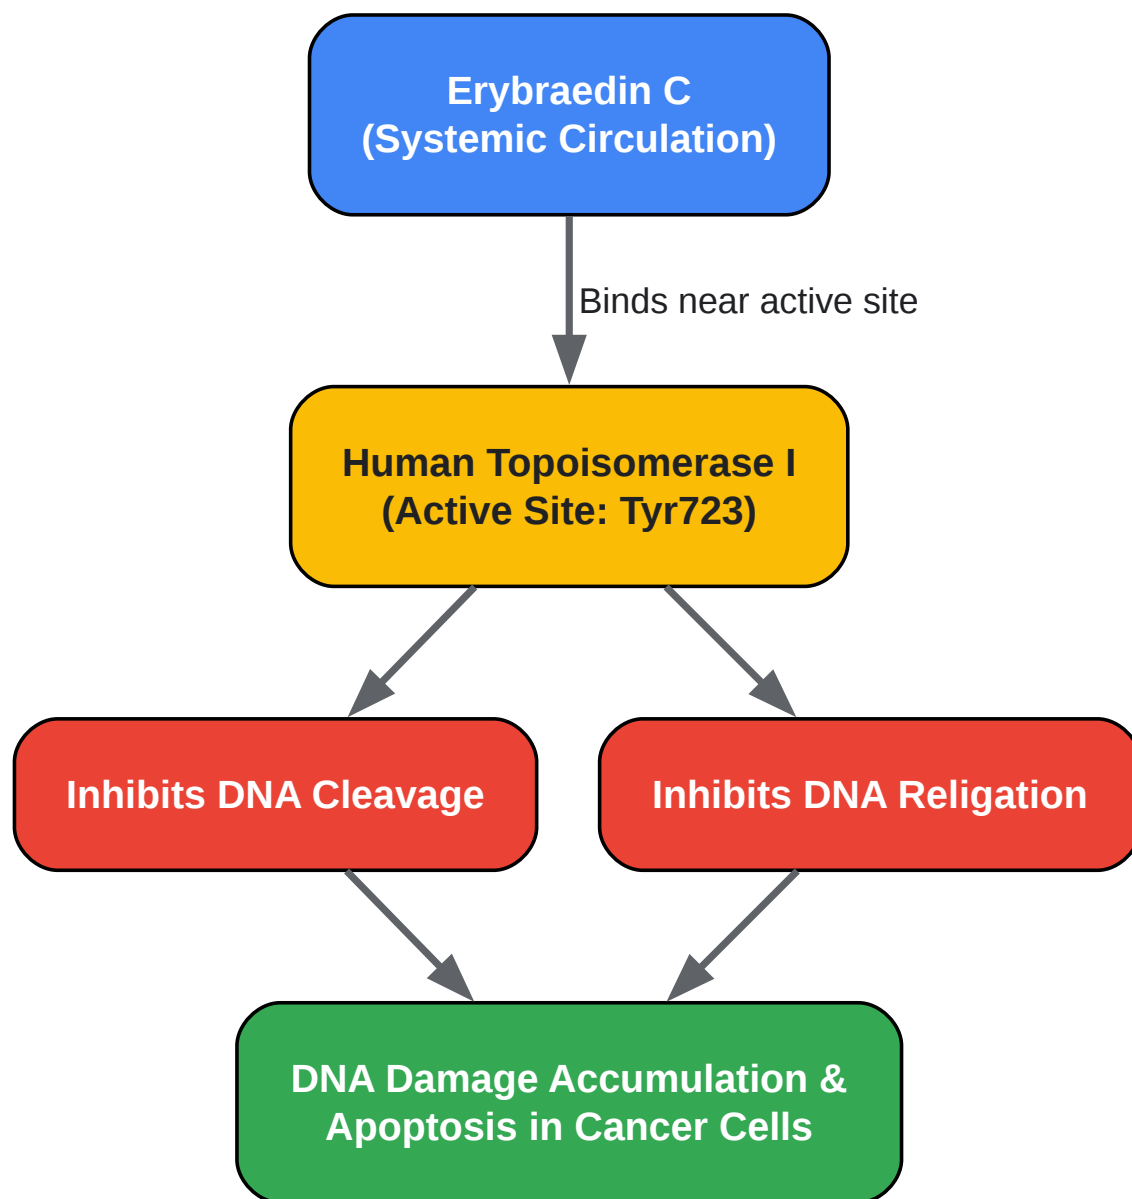 Erybraedin C
(Systemic Circulation)
Binds near active site
Human Topoisomerase I
(Active Site: Tyr723)
Inhibits DNA Cleavage
Inhibits DNA Religation
DNA Damage Accumulation &
Apoptosis in Cancer Cells